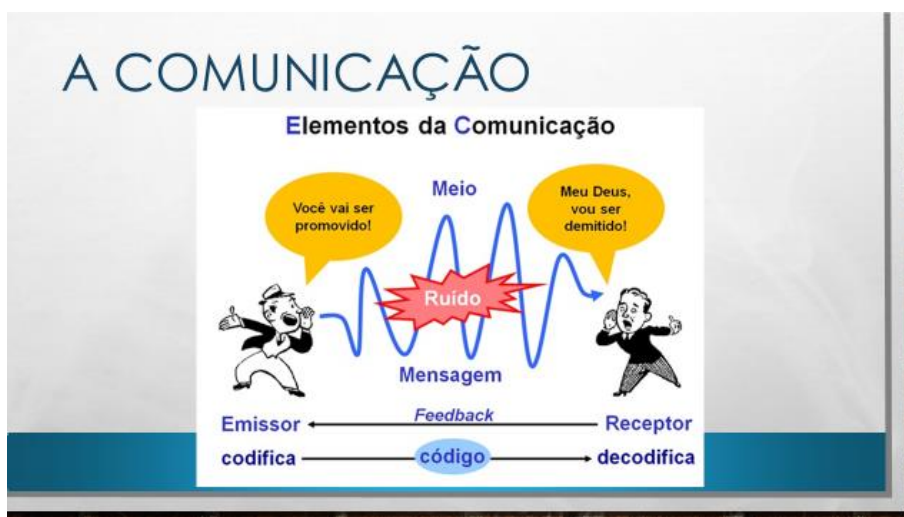 A COMUNICAÇÃO
Elementos da Comunicação
Meio
Você vai ser
promovido!
Meu Deus,
vou ser
demitido!
Ruído
Mensagem
Emissor
Feedback
Receptor
codifica
código
decodifica